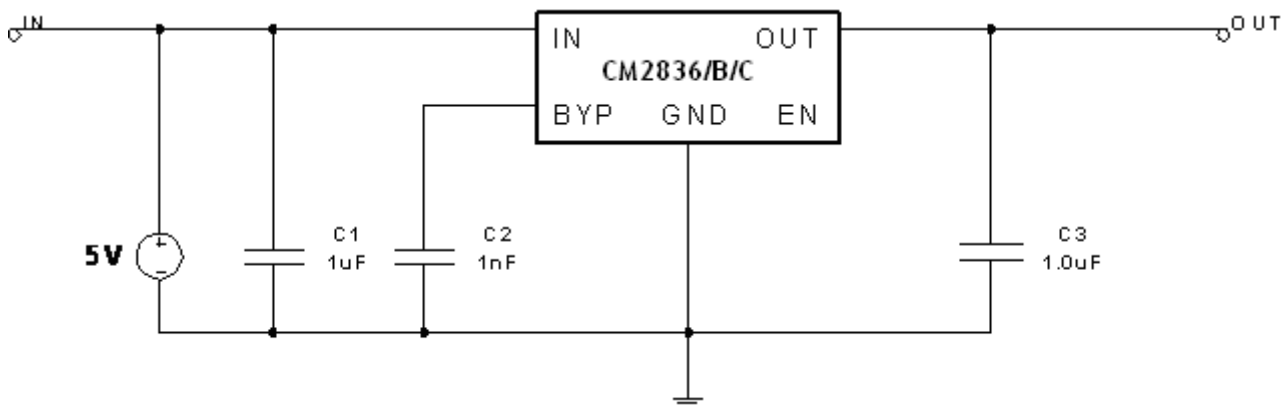 IN
OUT
IN OUT
CM2836/B/C
BYP GND EN
5V
+
-
C1
1uF
C2
1nF
C3
1.0uF